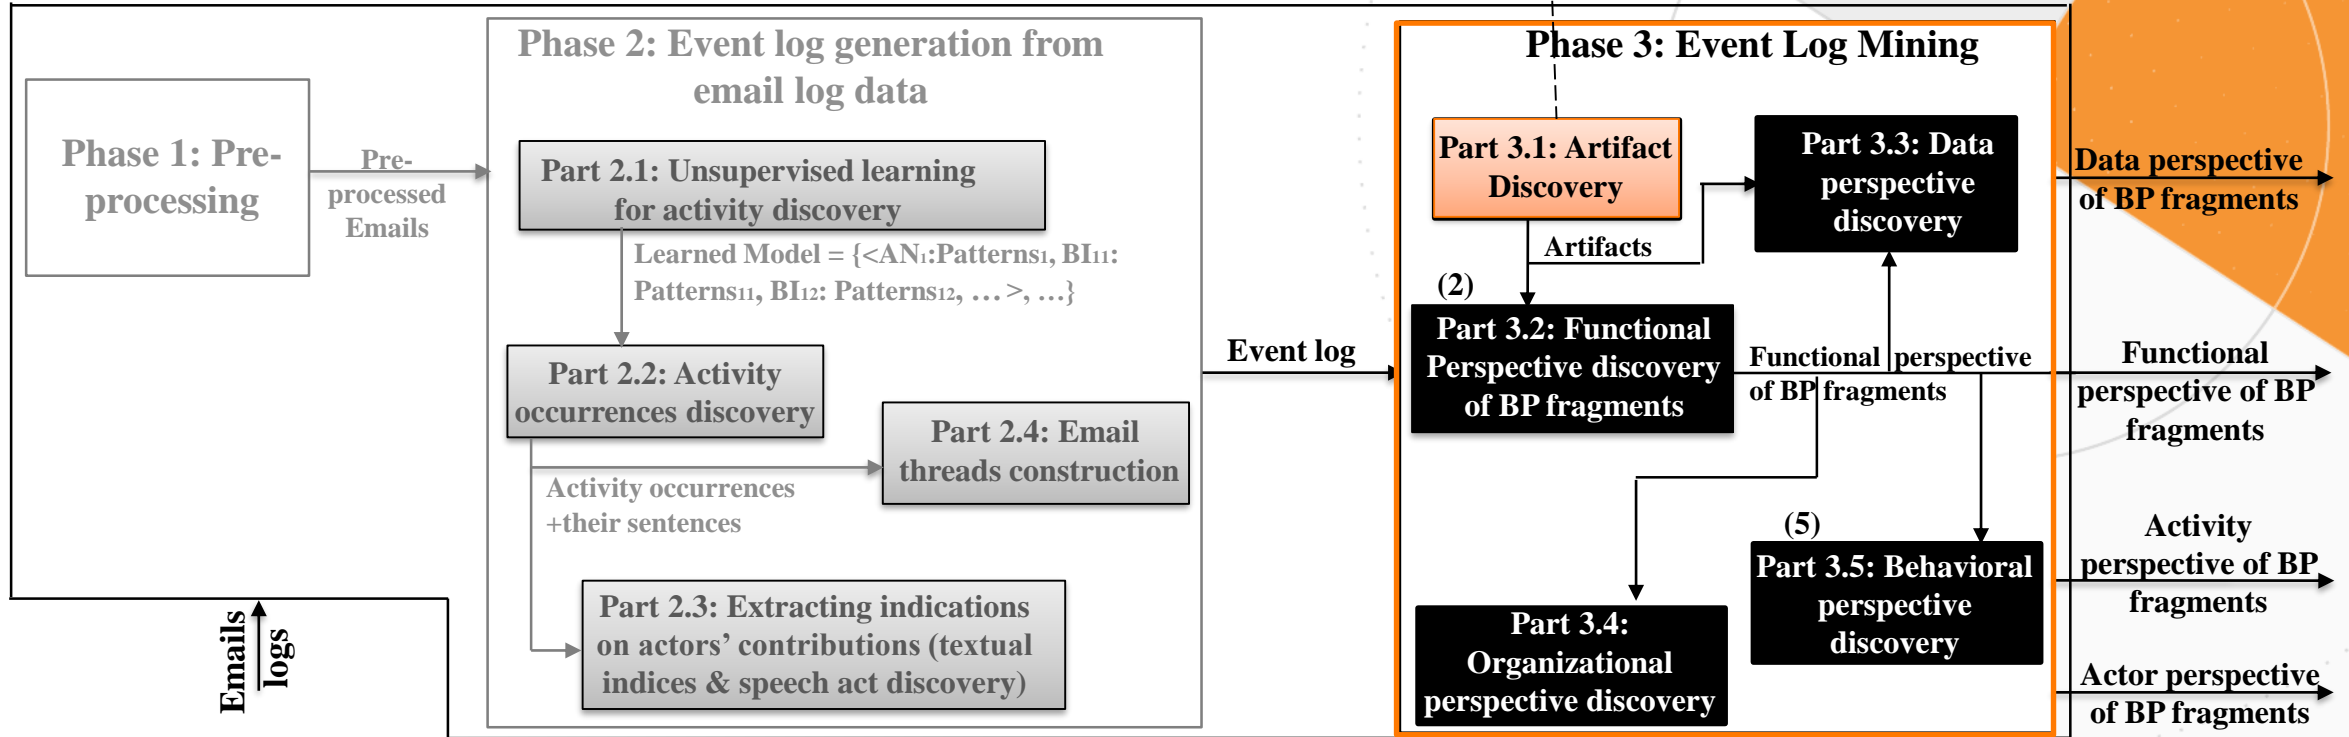 Phase 1: Pre-
processing
Pre-
processed
Emails
Emails
logs
Phase 2: Event log generation from
email log data
Part 2.1: Unsupervised learning
for activity discovery
Learned Model = {<AN₁:Patterns₁, BI₁₁:
Patterns₁₁, BI₁₂: Patterns₁₂, … >, …}
Part 2.2: Activity
occurrences discovery
Part 2.4: Email
threads construction
Activity occurrences
+their sentences
Part 2.3: Extracting indications
on actors’ contributions (textual
indices & speech act discovery)
Event log
Phase 3: Event Log Mining
Part 3.1: Artifact
Discovery
Part 3.3: Data
perspective
discovery
Artifacts
(2)
Part 3.2: Functional
Perspective discovery
of BP fragments
Functional perspective
of BP fragments
(5)
Part 3.5: Behavioral
perspective
discovery
Part 3.4:
Organizational
perspective discovery
Data perspective
of BP fragments
Functional
perspective of BP
fragments
Activity
perspective of BP
fragments
Actor perspective
of BP fragments